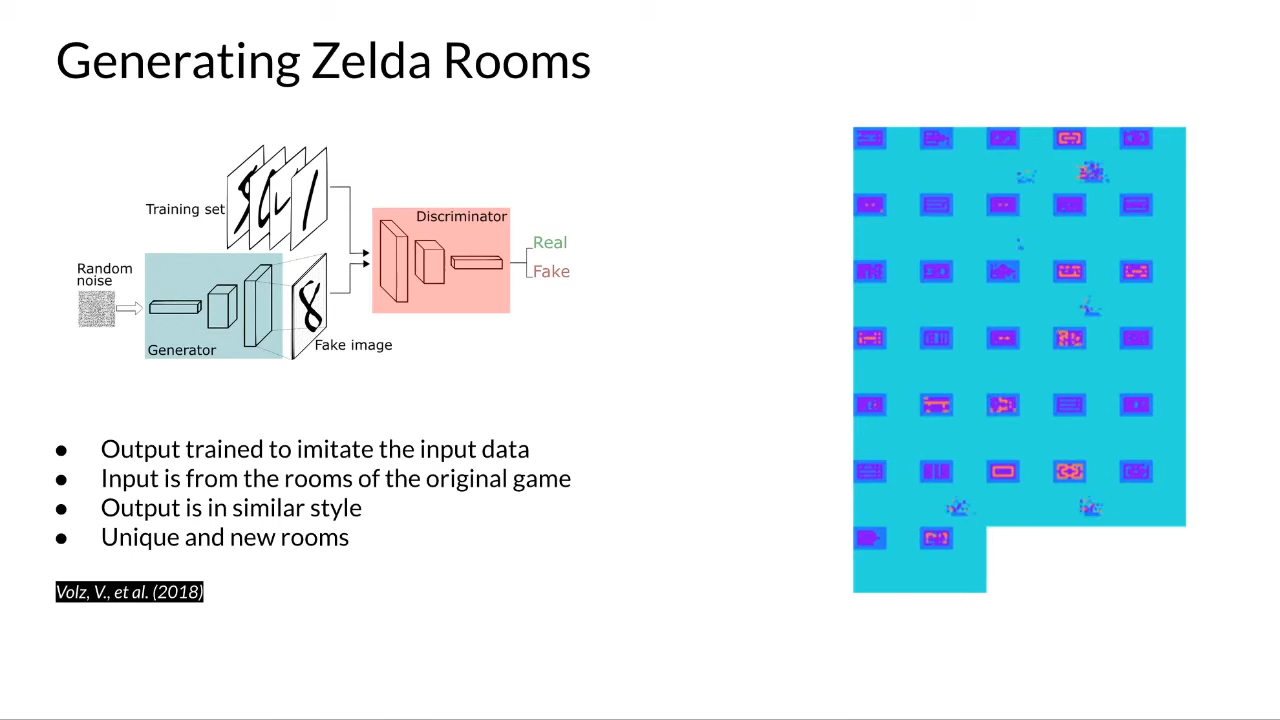 Generating Zelda Rooms
Training set
Discriminator
Real
Fake
Random
noise
Generator
Fake image
● Output trained to imitate the input data
● Input is from the rooms of the original game
● Output is in similar style
● Unique and new rooms
Volz, V., et al. (2018)